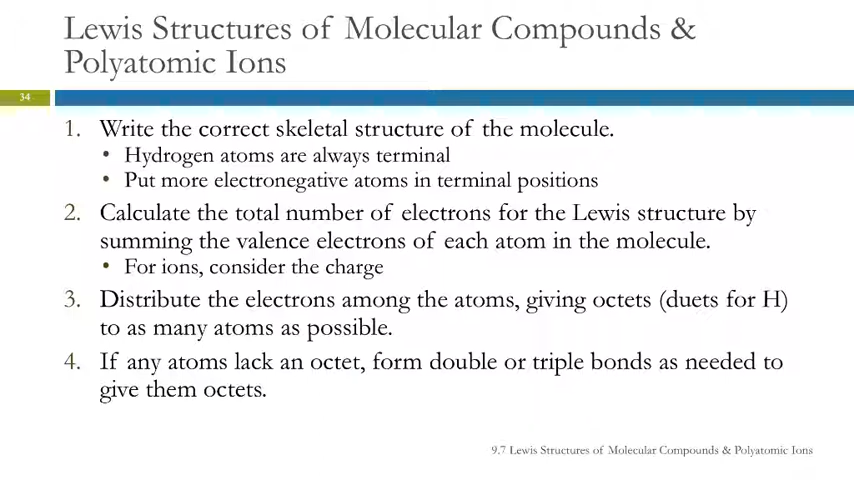 Lewis Structures of Molecular Compounds &
Polyatomic Ions
34
1. Write the correct skeletal structure of the molecule.
• Hydrogen atoms are always terminal
• Put more electronegative atoms in terminal positions
2. Calculate the total number of electrons for the Lewis structure by
summing the valence electrons of each atom in the molecule.
• For ions, consider the charge
3. Distribute the electrons among the atoms, giving octets (duets for H)
to as many atoms as possible.
4. If any atoms lack an octet, form double or triple bonds as needed to
give them octets.
9.7 Lewis Structures of Molecular Compounds & Polyatomic Ions